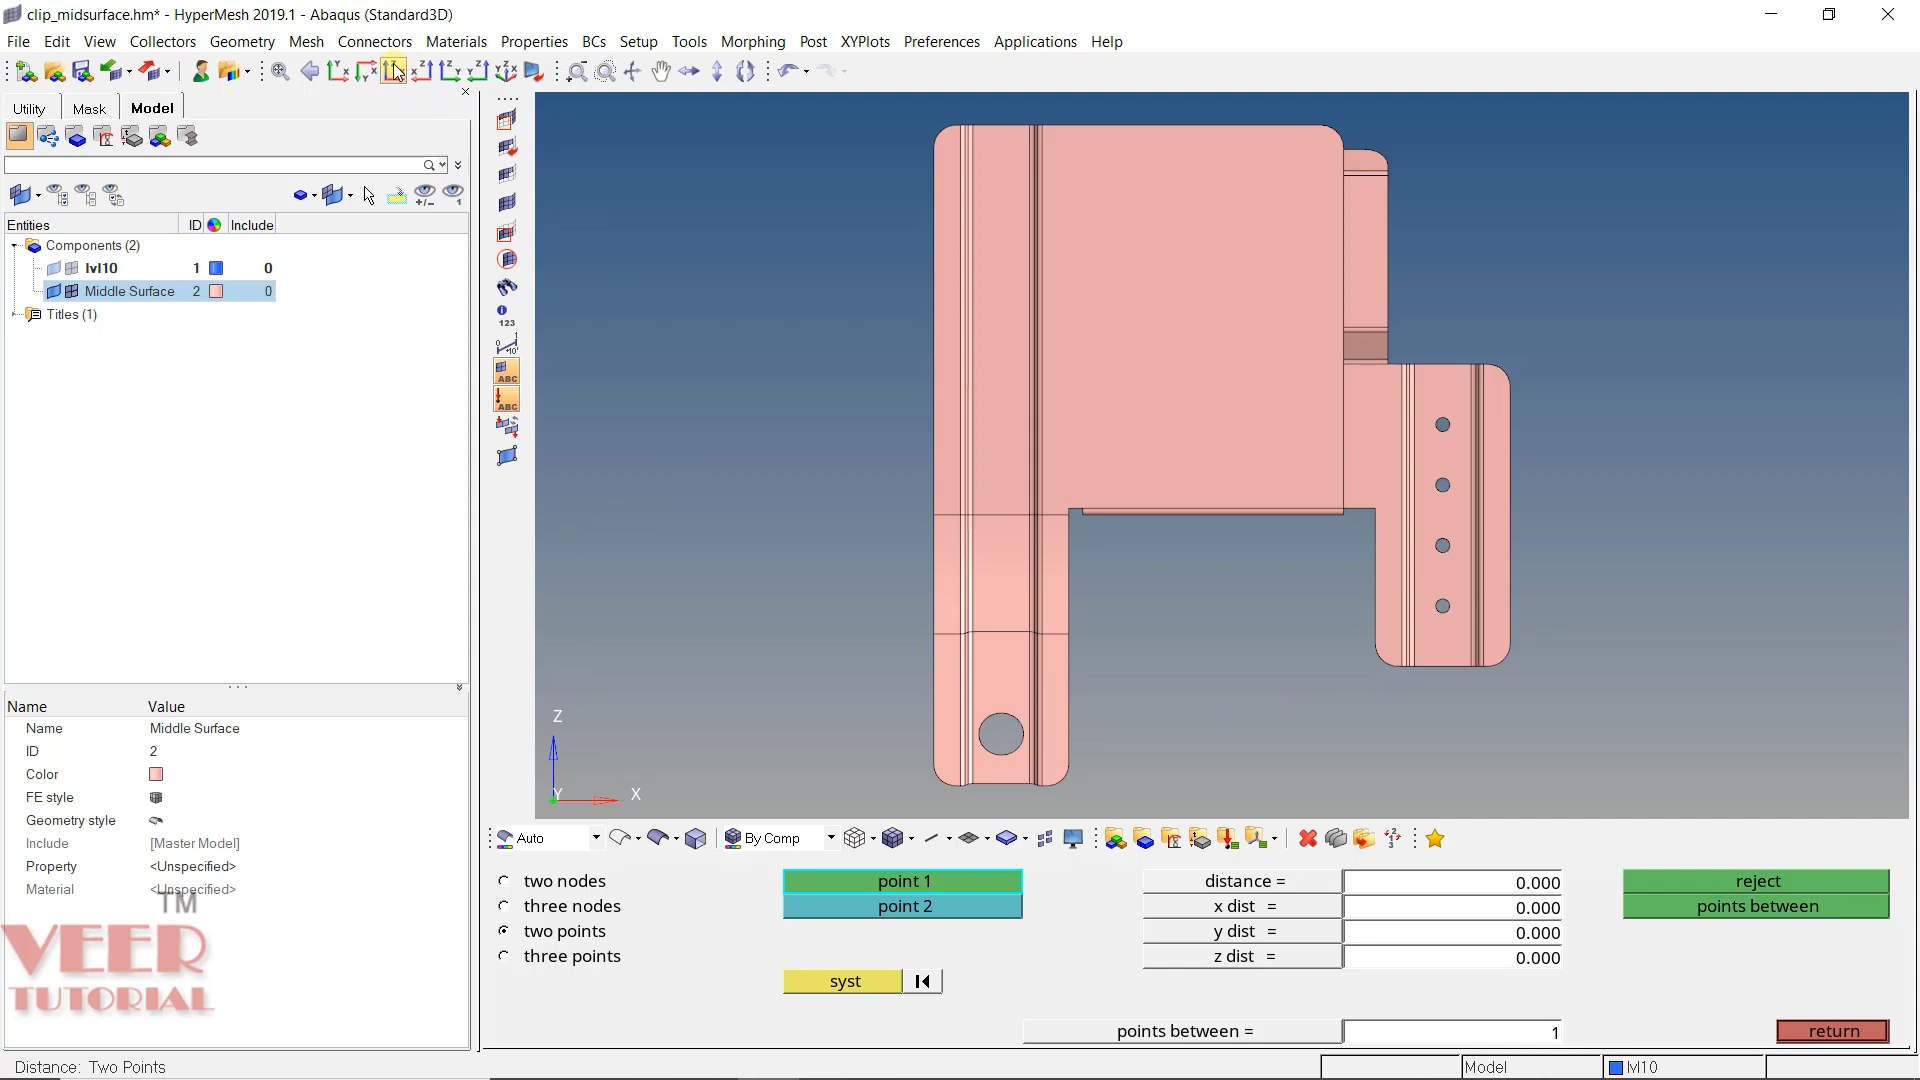 clip_midsurface.hm* - HyperMesh 2019.1 - Abaqus (Standard3D)
File Edit View Collectors Geometry Mesh Connectors Materials Properties BCs Setup Tools Morphing Post XYPlots Preferences Applications Help
Utility Mask Model
Entities ID Include
Components (2)
lvl10 1 0
Middle Surface 2 0
Titles (1)
123
ABC
ABC
Name Value
Name Middle Surface
ID 2
Color
FE style
Geometry style
Include [Master Model]
Property <Unspecified>
Material <Unspecified>
TM
VEER
TUTORIAL
Z
Y X
Auto By Comp
two nodes
three nodes
two points
three points
point 1
point 2
syst
distance = 0.000
x dist = 0.000
y dist = 0.000
z dist = 0.000
points between = 1
reject
points between
return
Distance: Two Points
Model
lvl10